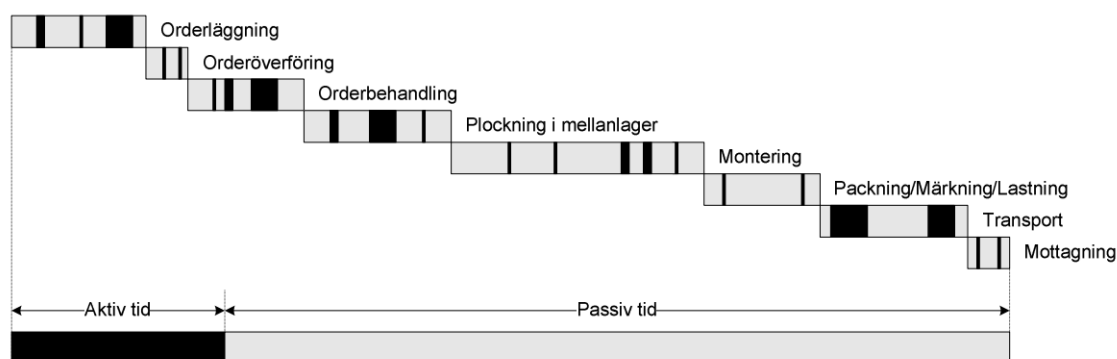 Orderläggning
Orderöverföring
Orderbehandling
Plockning i mellanlager
Montering
Packning/Märkning/Lastning
Transport
Mottagning
Aktiv tid
Passiv tid